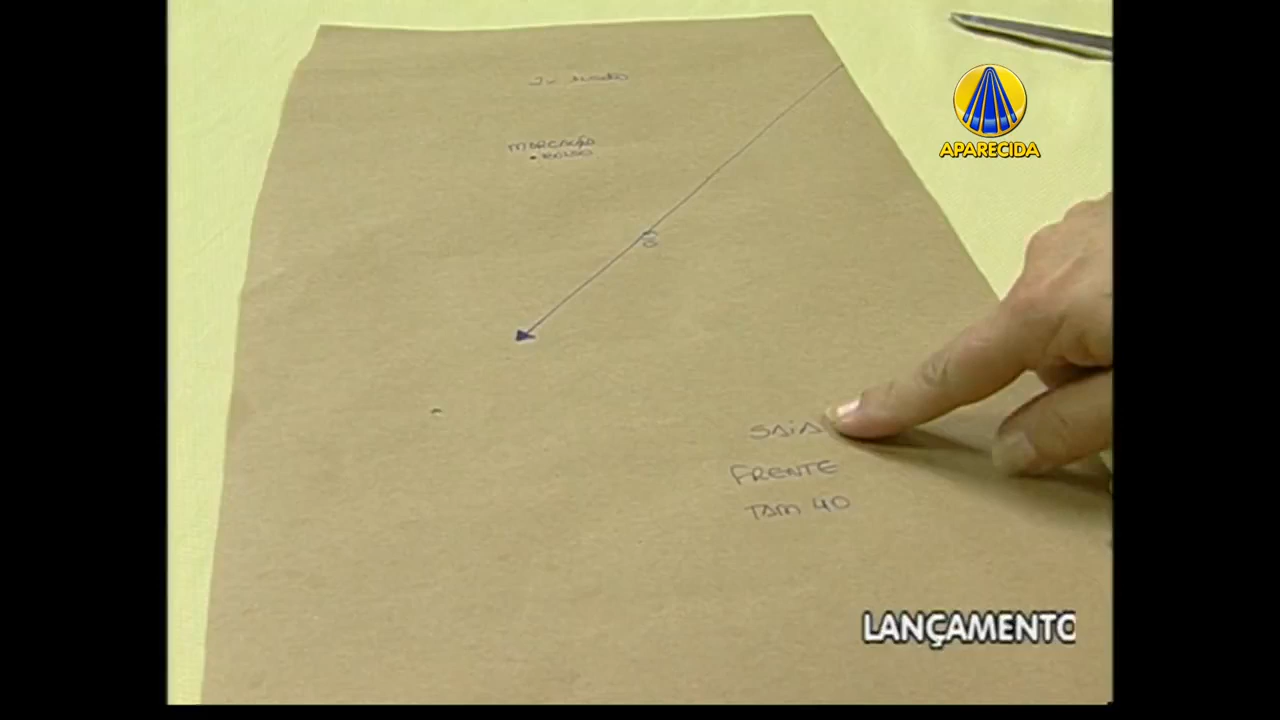 MARCAÇÃO
SAIA
FRENTE
TAM 40
APARECIDA
LANÇAMENTO